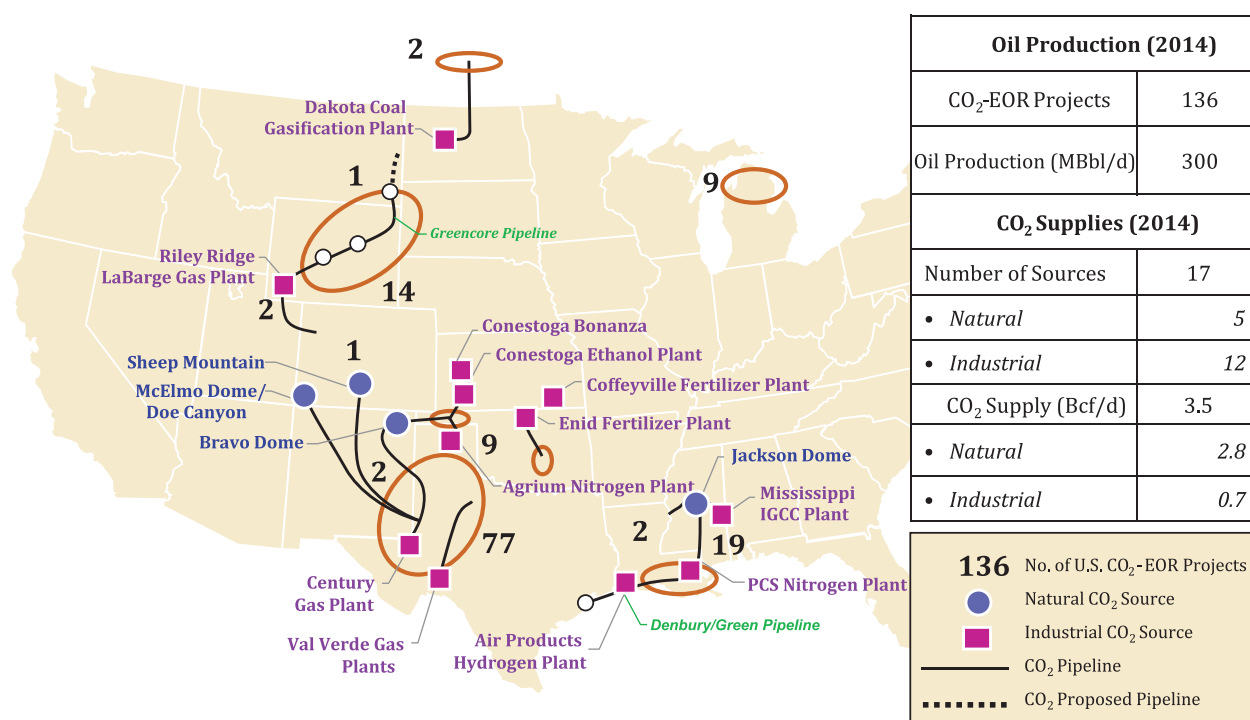 2
Dakota Coal
Gasification Plant
1
9
Greencore Pipeline
Riley Ridge
LaBarge Gas Plant
14
2
Conestoga Bonanza
1
Sheep Mountain
Conestoga Ethanol Plant
McElmo Dome/
Doe Canyon
Coffeyville Fertilizer Plant
Bravo Dome
Enid Fertilizer Plant
9
2
Agrium Nitrogen Plant
Jackson Dome
Mississippi
IGCC Plant
2
19
77
Century
Gas Plant
PCS Nitrogen Plant
Denbury/Green Pipeline
Val Verde Gas
Plants
Air Products
Hydrogen Plant
Oil Production (2014)
CO₂-EOR Projects 136
Oil Production (MBbl/d) 300
CO₂ Supplies (2014)
Number of Sources 17
• Natural 5
• Industrial 12
CO₂ Supply (Bcf/d) 3.5
• Natural 2.8
• Industrial 0.7
136 No. of U.S. CO₂-EOR Projects
Natural CO₂ Source
Industrial CO₂ Source
CO₂ Pipeline
CO₂ Proposed Pipeline